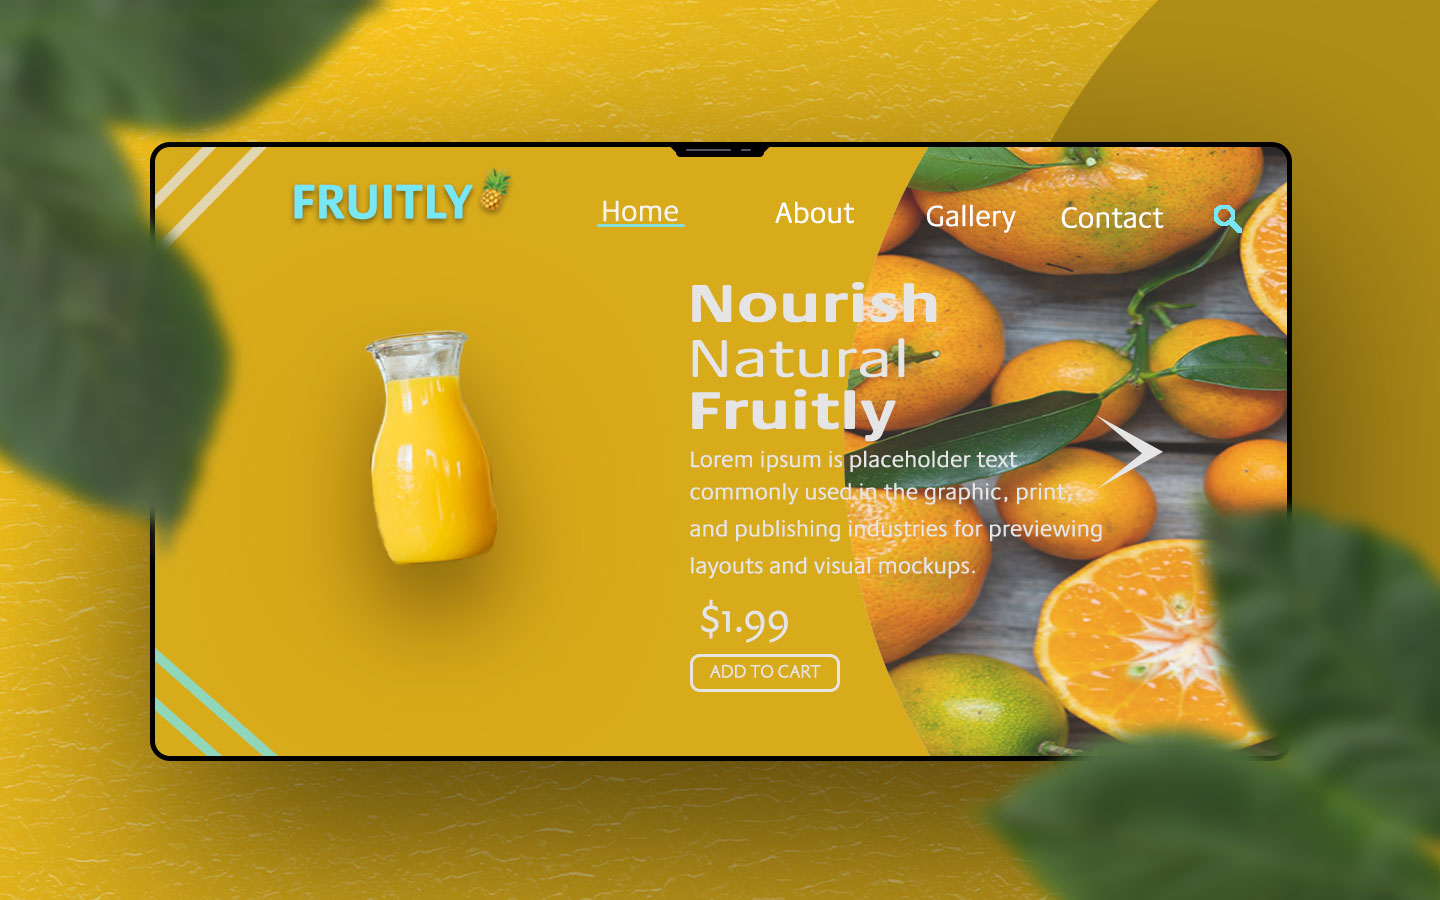 FRUITLY
Home About Gallery Contact
Nourish
Natural
Fruitly
Lorem ipsum is placeholder text
commonly used in the graphic, print,
and publishing industries for previewing
layouts and visual mockups.
$1.99
ADD TO CART